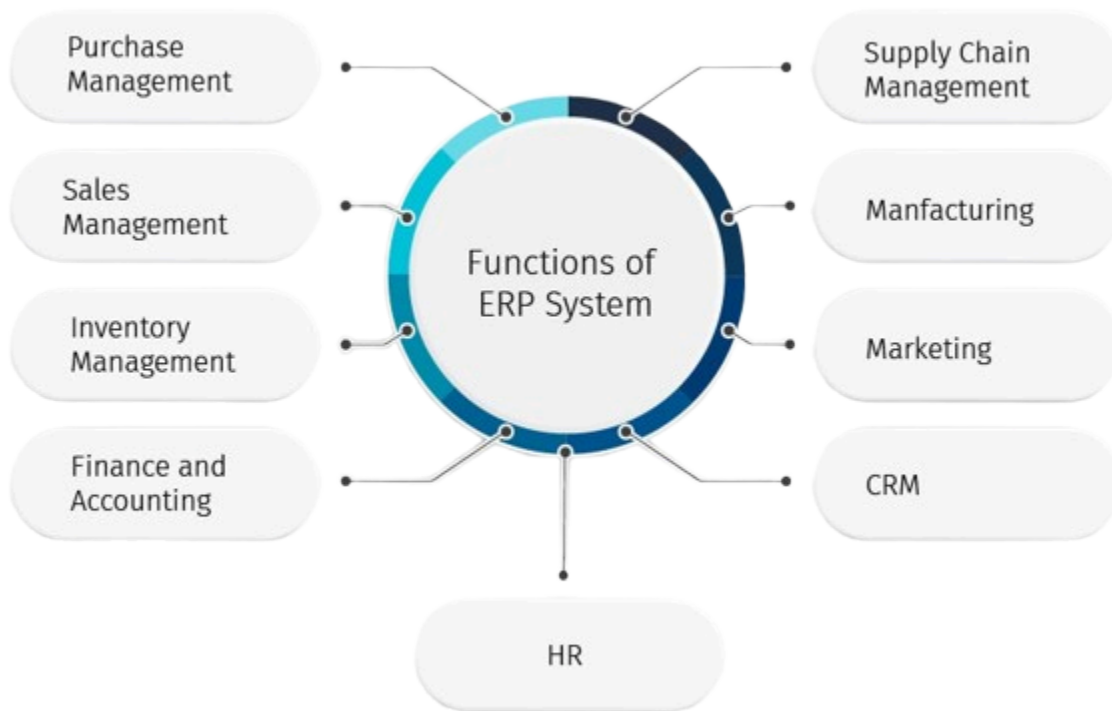 Purchase
Management
Supply Chain
Management
Sales
Management
Manfacturing
Functions of
ERP System
Inventory
Management
Marketing
Finance and
Accounting
CRM
HR